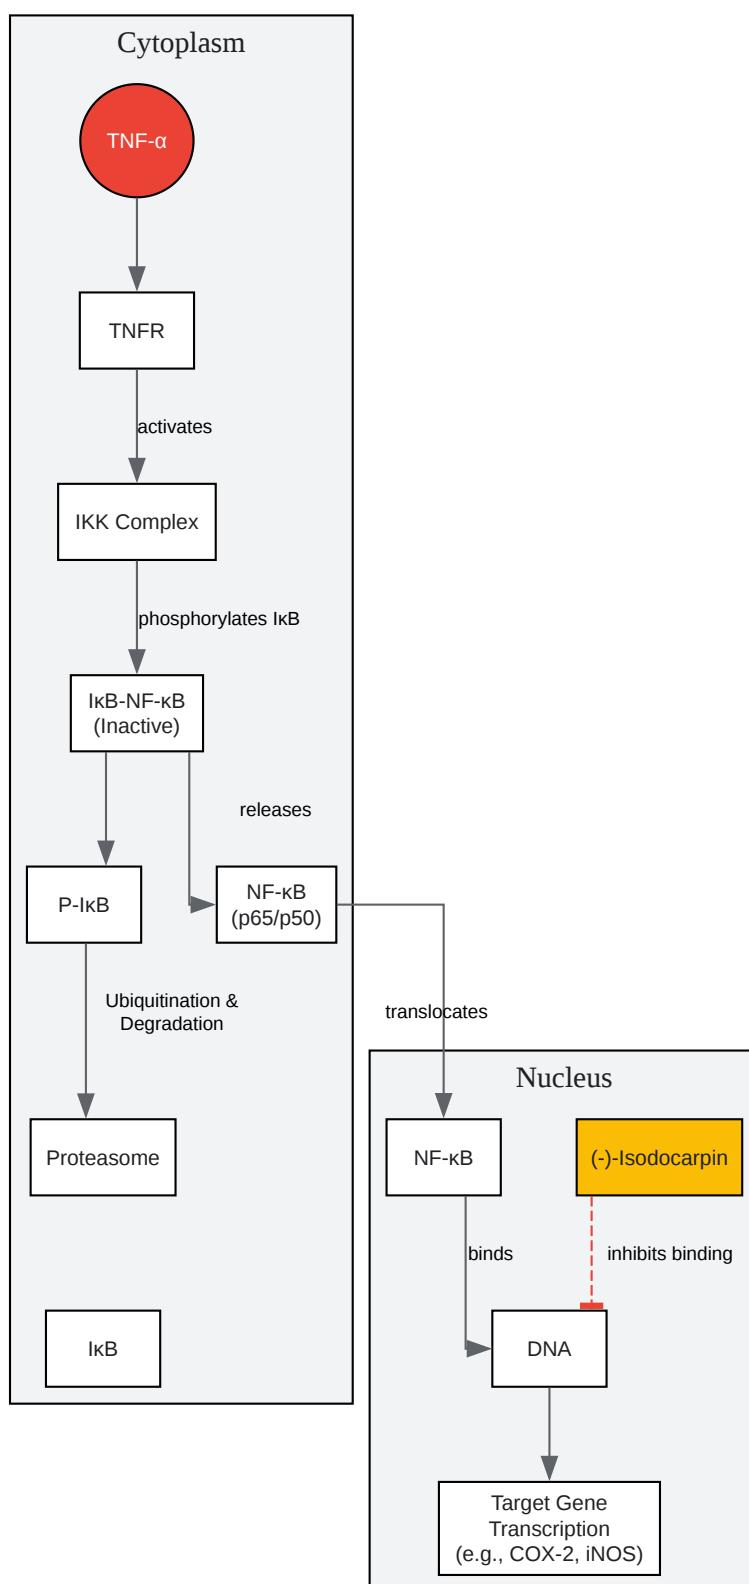 Cytoplasm
TNF-α
TNFR
activates
IKK Complex
phosphorylates IκB
IκB-NF-κB
(Inactive)
releases
P-IκB
NF-κB
(p65/p50)
Ubiquitination &
Degradation
translocates
Nucleus
Proteasome
NF-κB
(-)-Isodocarpin
binds
inhibits binding
IκB
DNA
Target Gene
Transcription
(e.g., COX-2, iNOS)